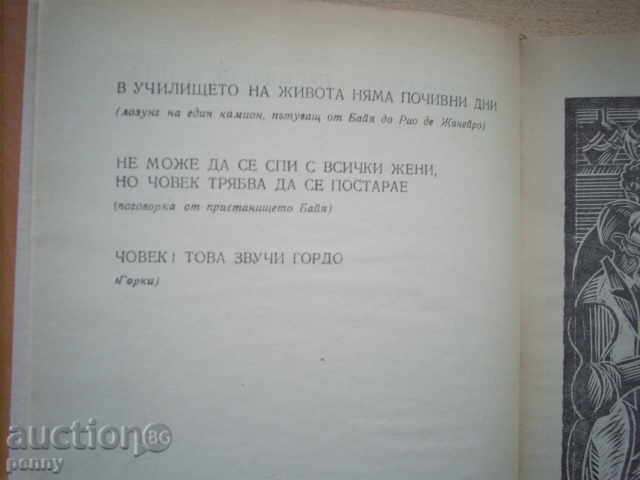 В УЧИЛИЩЕТО НА ЖИВОТА НЯМА ПОЧИВНИ ДНИ
(лозунг на един камион, пътуващ от Байя до Рио де Жанейро)
НЕ МОЖЕ ДА СЕ СПИ С ВСИЧКИ ЖЕНИ,
НО ЧОВЕК ТРЯБВА ДА СЕ ПОСТАРАЕ
(поговорка от пристанището Байя)
ЧОВЕК! ТОВА ЗВУЧИ ГОРДО
(Горки)
auction BG
penny